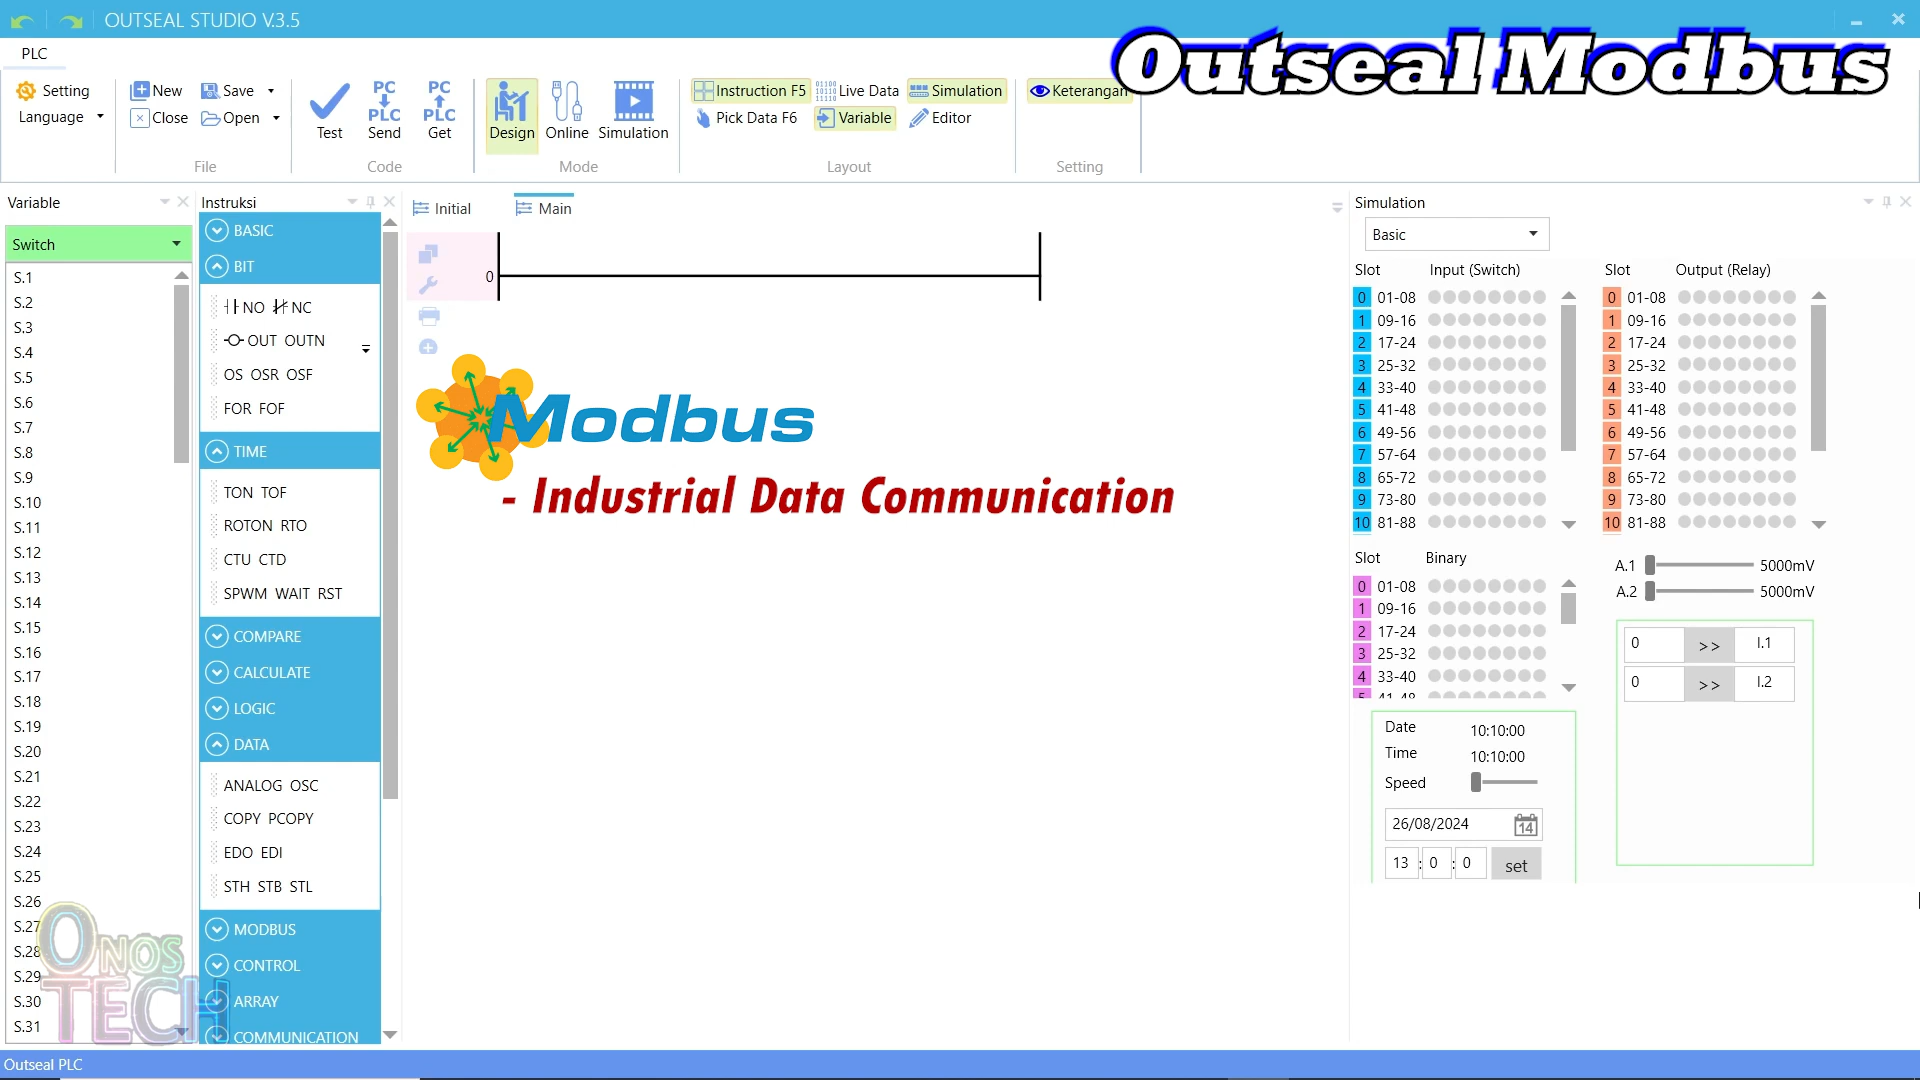 OUTSEAL STUDIO V.3.5
Outseal Modbus
PLC
Setting
Language
New
Close
Save
Open
File
Test
PC PLC Send
PC PLC Get
Code
Design
Online
Simulation
Mode
Instruction F5
Live Data
Simulation
Pick Data F6
Variable
Editor
Layout
Keterangan
Setting
Variable
Switch
S.1
S.2
S.3
S.4
S.5
S.6
S.7
S.8
S.9
S.10
S.11
S.12
S.13
S.14
S.15
S.16
S.17
S.18
S.19
S.20
S.21
S.22
S.23
S.24
S.25
S.26
S.27
S.28
S.29
S.30
S.31
Instruksi
BASIC
BIT
NO NC
OUT OUTN
OS OSR OSF
FOR FOF
TIME
TON TOF
ROTON RTO
CTU CTD
SPWM WAIT RST
COMPARE
CALCULATE
LOGIC
DATA
ANALOG OSC
COPY PCOPY
EDO EDI
STH STB STL
MODBUS
CONTROL
ARRAY
COMMUNICATION
Initial
Main
0
Modbus
- Industrial Data Communication
Simulation
Basic
Slot Input (Switch)
0 01-08
1 09-16
2 17-24
3 25-32
4 33-40
5 41-48
6 49-56
7 57-64
8 65-72
9 73-80
10 81-88
Slot Output (Relay)
0 01-08
1 09-16
2 17-24
3 25-32
4 33-40
5 41-48
6 49-56
7 57-64
8 65-72
9 73-80
10 81-88
Slot Binary
0 01-08
1 09-16
2 17-24
3 25-32
4 33-40
5 41-48
A.1 5000mV
A.2 5000mV
0 >> I.1
0 >> I.2
Date 10:10:00
Time 10:10:00
Speed
26/08/2024 14
13 : 0 : 0 set
ONOS
TECH
Outseal PLC